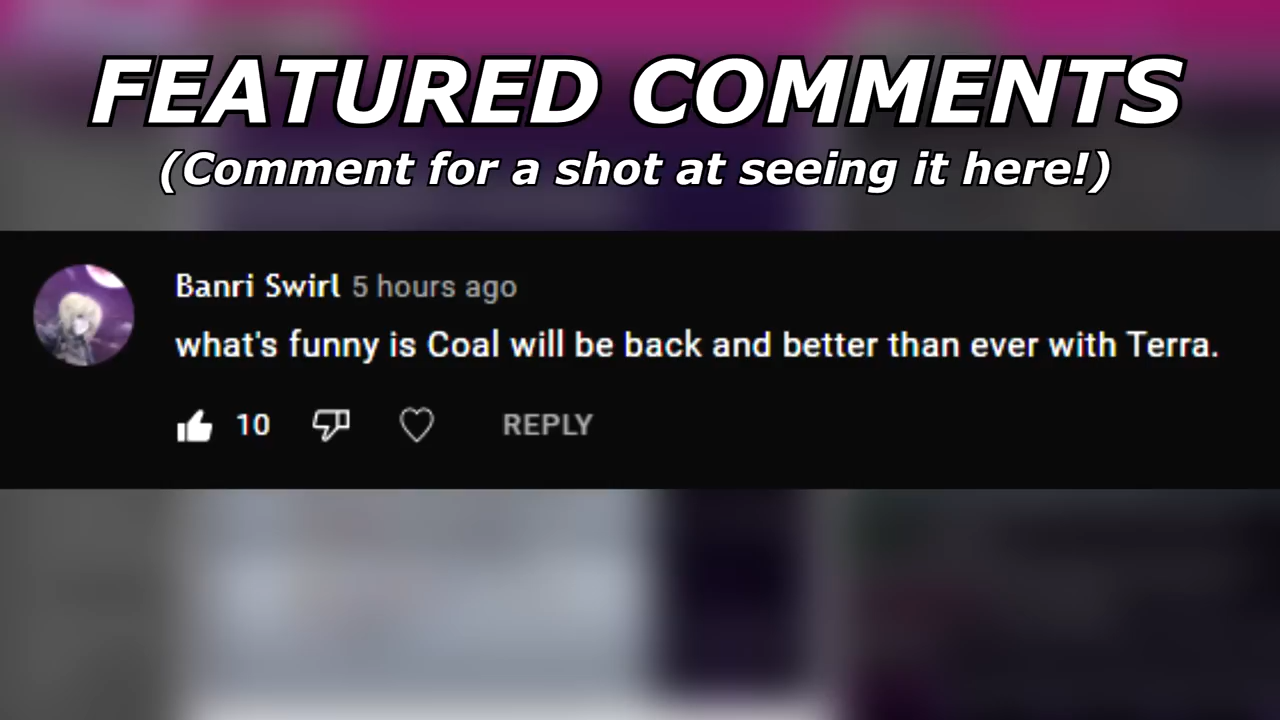 FEATURED COMMENTS
(Comment for a shot at seeing it here!)
Banri Swirl 5 hours ago
what's funny is Coal will be back and better than ever with Terra.
10 REPLY